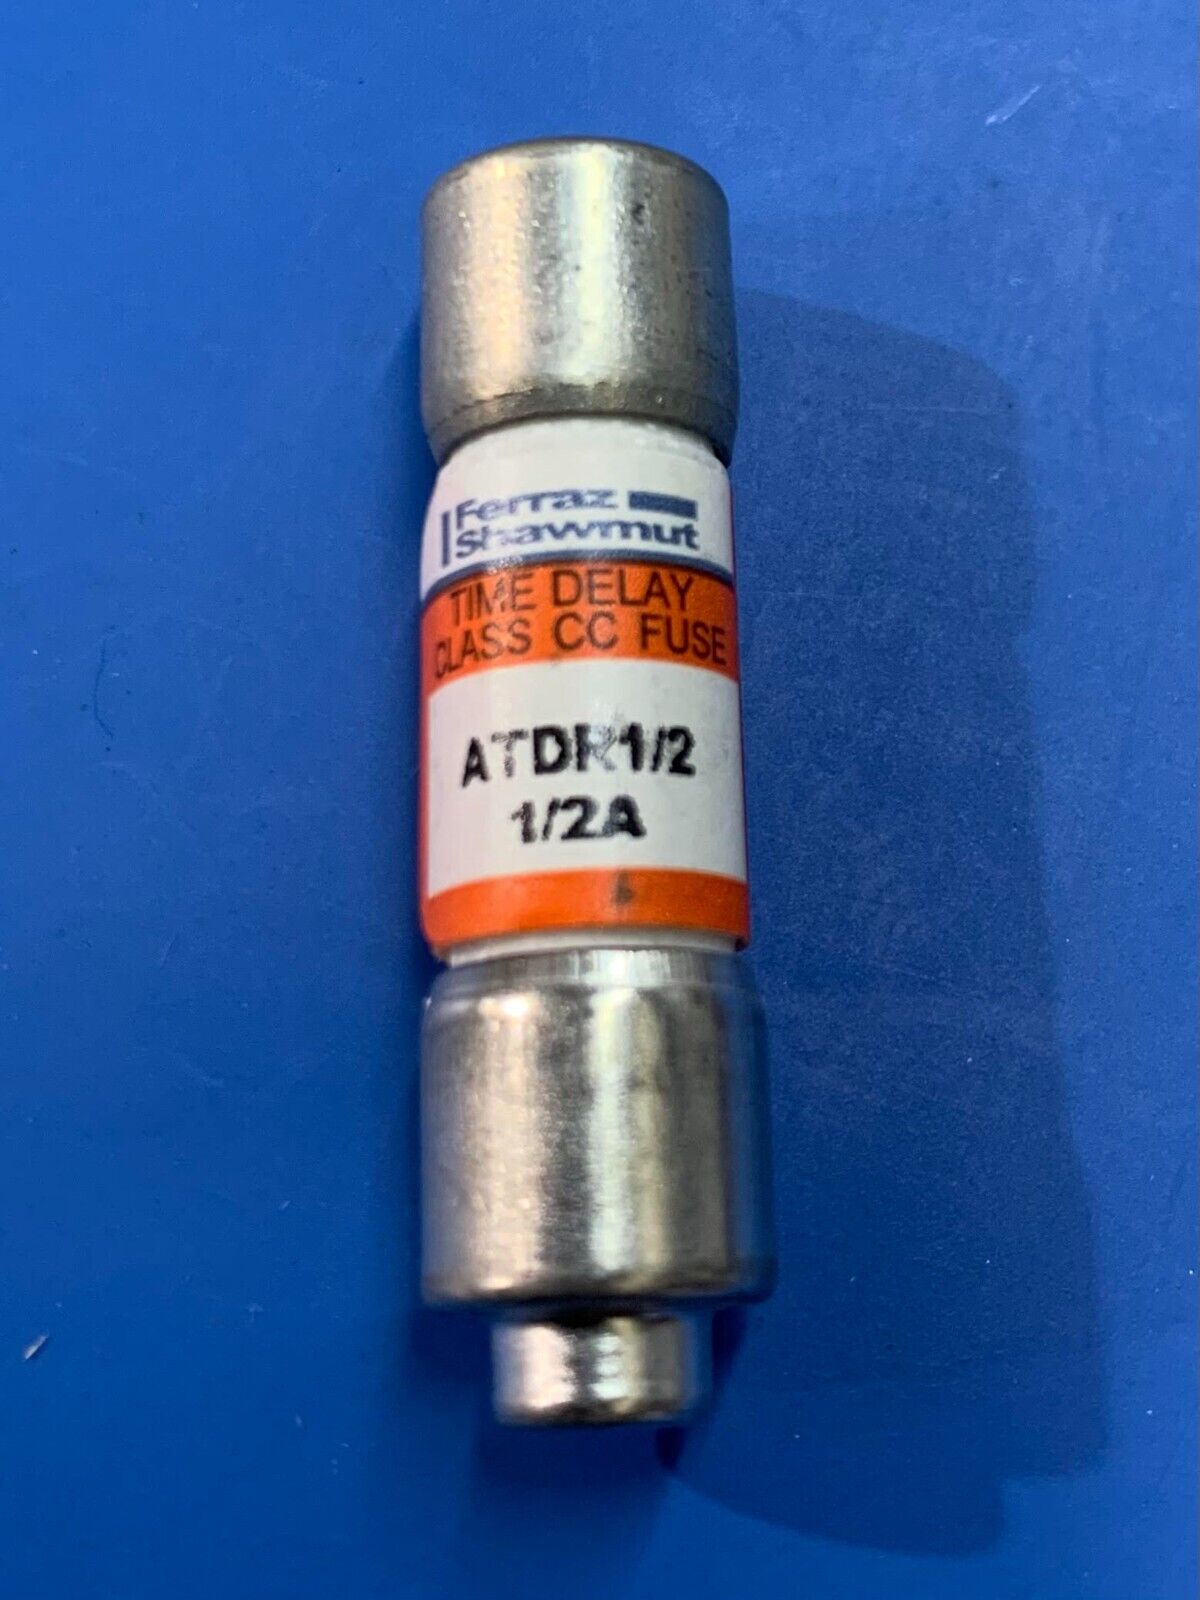 Ferraz
Shawmut
TIME DELAY
CLASS CC FUSE
ATDR1/2
1/2A